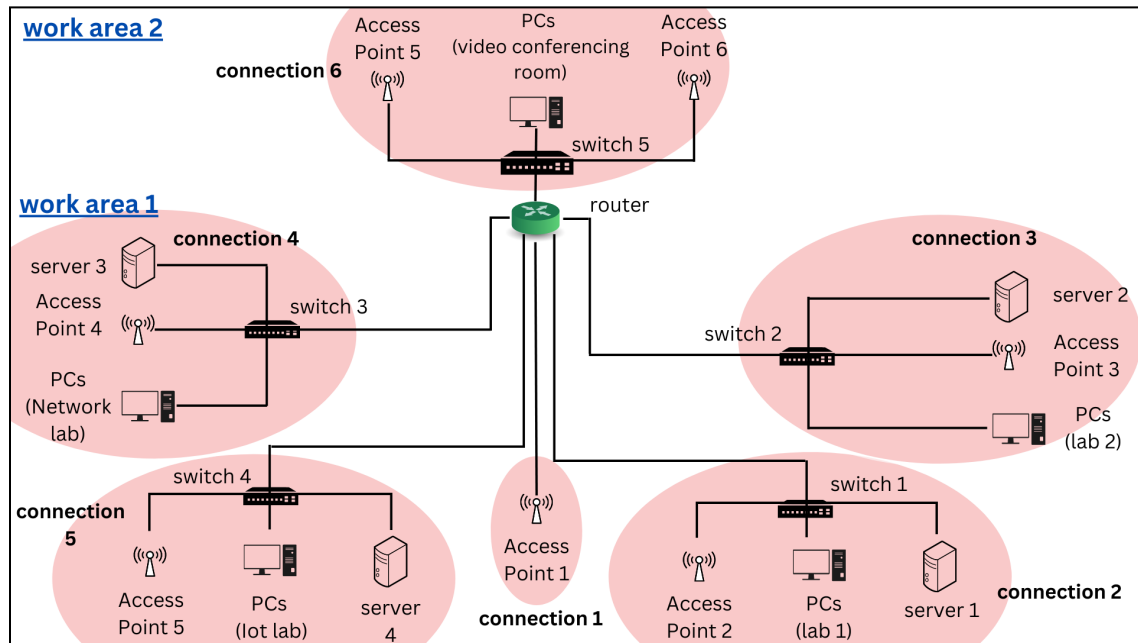 work area 2
Access
Point 5
PCs
(video conferencing
room)
Access
Point 6
connection 6
switch 5
work area 1
router
connection 4
server 3
Access
Point 4
switch 3
PCs
(Network
lab)
connection 3
server 2
switch 2
Access
Point 3
PCs
(lab 2)
switch 4
connection
5
Access
Point 5
PCs
(Iot lab)
server
4
Access
Point 1
connection 1
switch 1
Access
Point 2
PCs
(lab 1)
server 1
connection 2